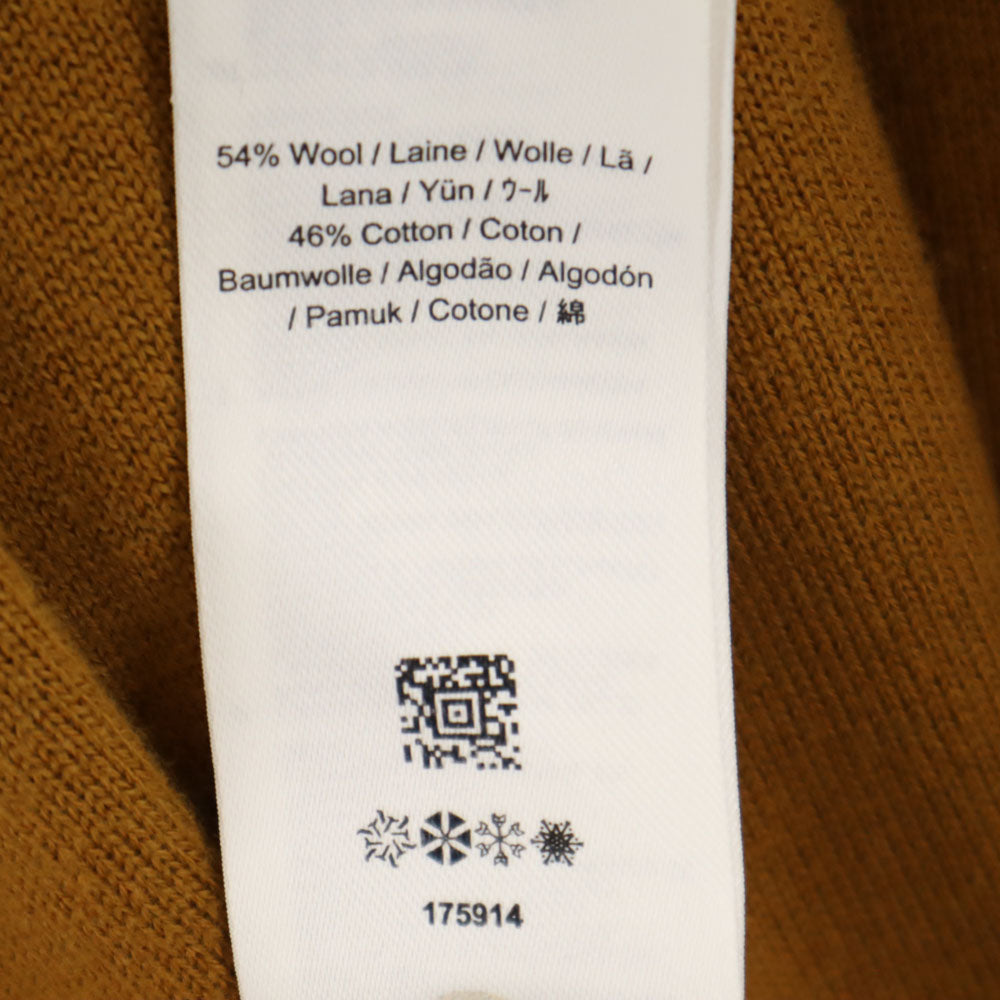 54% Wool / Laine / Wolle / Lã /
Lana / Yün / ウール
46% Cotton / Coton /
Baumwolle / Algodão / Algodón
/ Pamuk / Cotone / 綿
175914